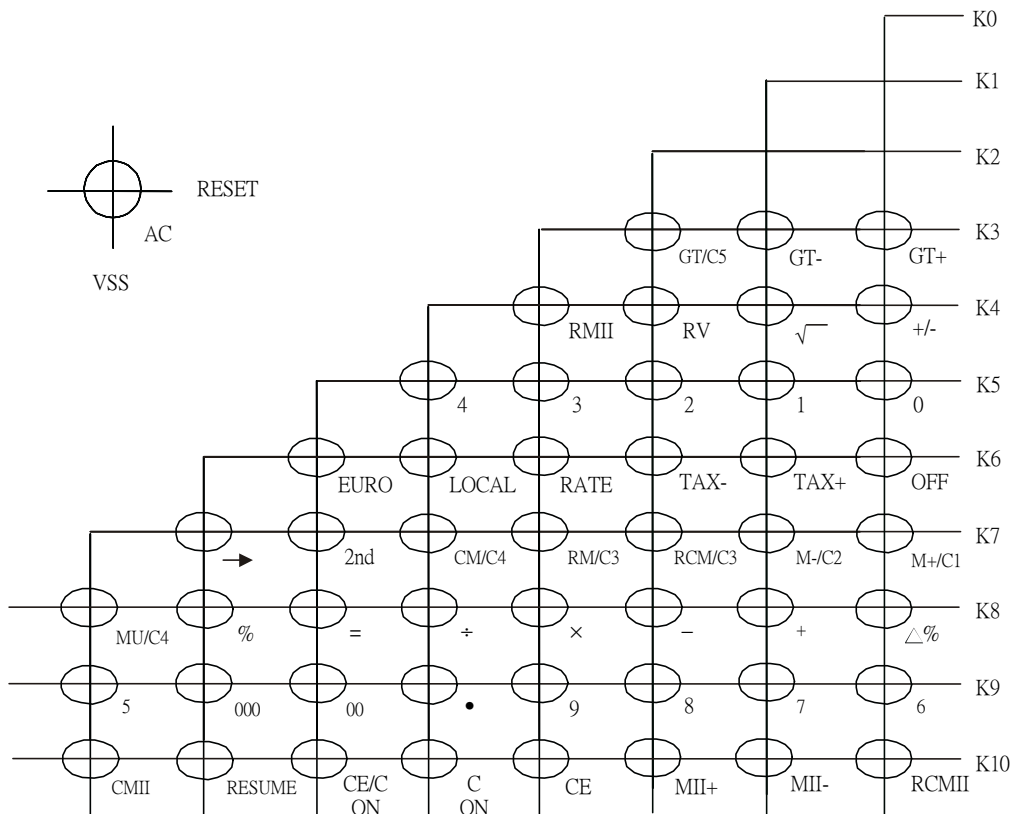 K0
K1
K2
RESET
AC
VSS
K3
GT/C5 GT- GT+
K4
RMII RV √ +/-
K5
4 3 2 1 0
K6
EURO LOCAL RATE TAX- TAX+ OFF
K7
→ 2nd CM/C4 RM/C3 RCM/C3 M-/C2 M+/C1
K8
MU/C4 % = ÷ × − + △%
K9
5 000 00 • 9 8 7 6
K10
CMII RESUME CE/C C CE MII+ MII- RCMII
ON ON